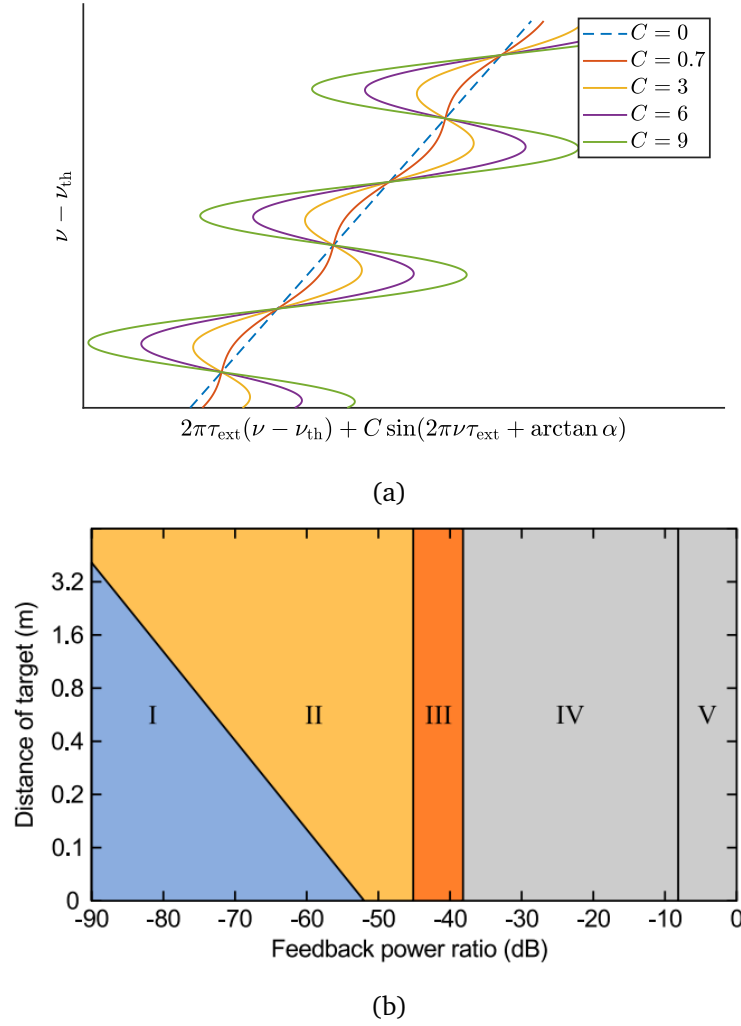 C = 0
C = 0.7
C = 3
C = 6
C = 9
ν − ν_th
2πτ_ext(ν − ν_th) + C sin(2πντ_ext + arctan α)
(a)
Distance of target (m)
3.2
1.6
0.8
0.4
0.2
0.1
0
I II III IV V
-90 -80 -70 -60 -50 -40 -30 -20 -10 0
Feedback power ratio (dB)
(b)